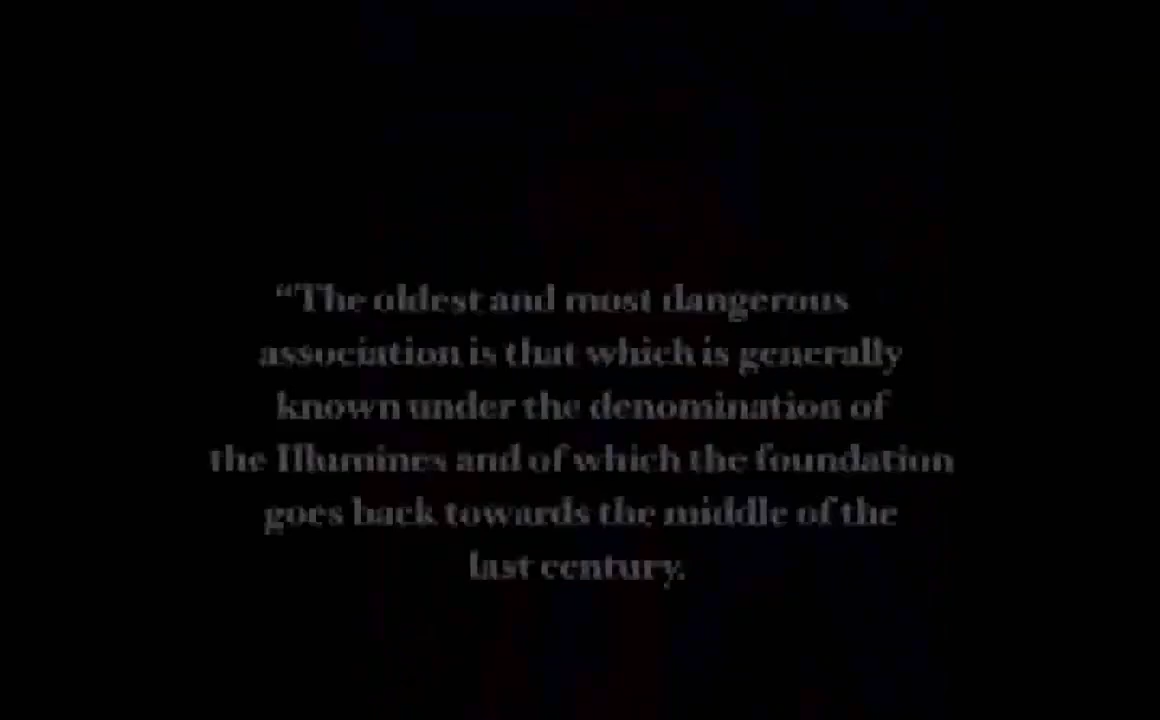 “The oldest and most dangerous
association is that which is generally
known under the denomination of
the Illumines and of which the foundation
goes back towards the middle of the
last century.